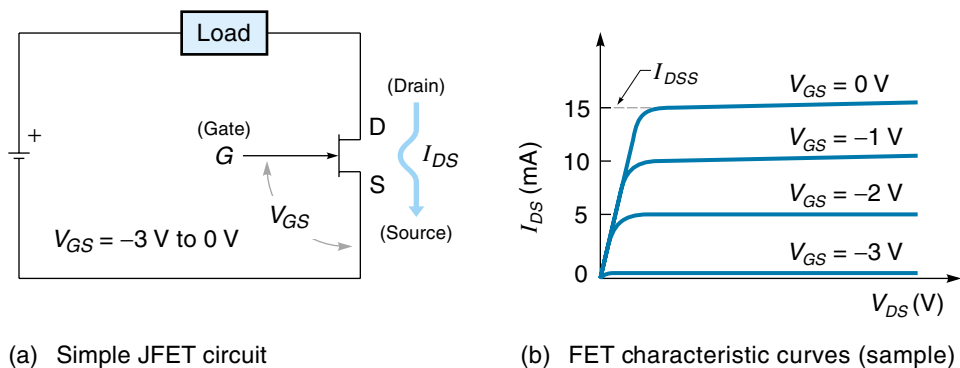 Load
(Drain)
D
(Gate)
G
I_DS
S
V_GS
(Source)
+
V_GS = −3 V to 0 V
(a) Simple JFET circuit
I_DSS
V_GS = 0 V
15
V_GS = −1 V
10
I_DS (mA)
V_GS = −2 V
5
V_GS = −3 V
0
V_DS (V)
(b) FET characteristic curves (sample)